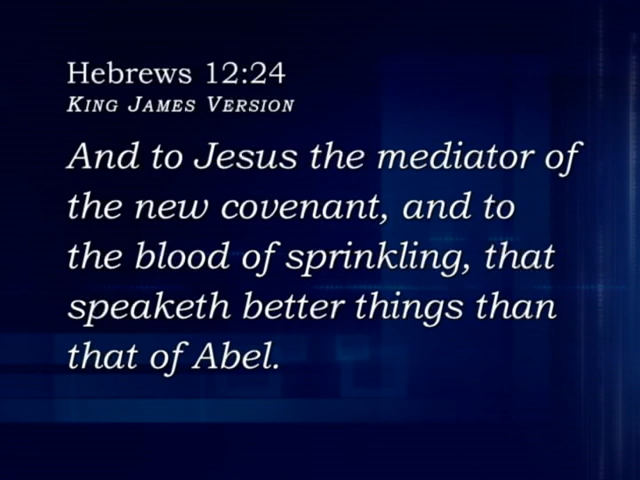 Hebrews 12:24
King James Version
And to Jesus the mediator of
the new covenant, and to
the blood of sprinkling, that
speaketh better things than
that of Abel.